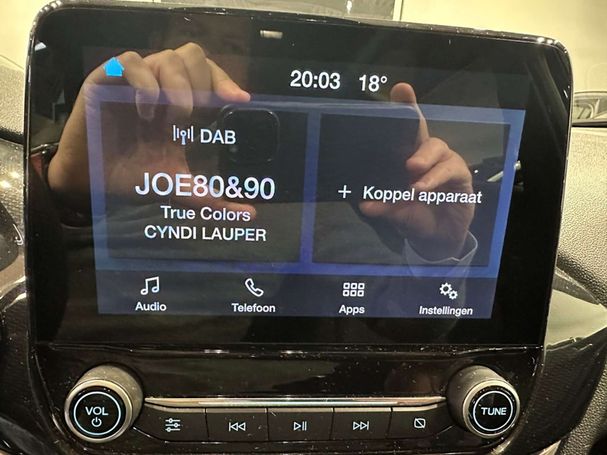 20:03 18°
DAB
JOE80&90
True Colors
CYNDI LAUPER
+ Koppel apparaat
Audio
Telefoon
Apps
Instellingen
VOL
TUNE